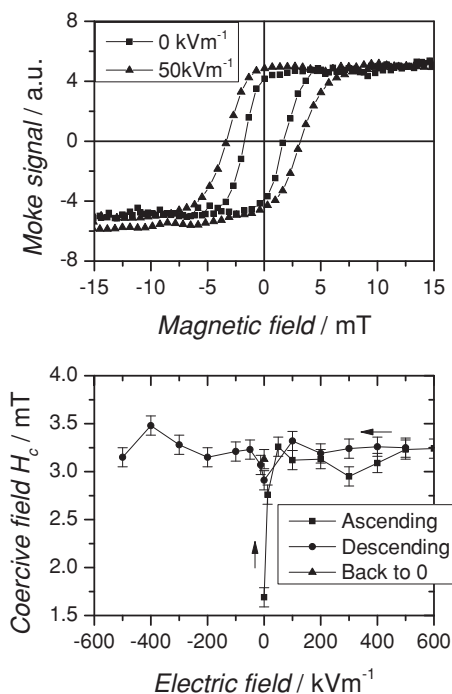 8
4
0
-4
-8
-15
-10
-5
0
5
10
15
Moke signal / a.u.
Magnetic field / mT
0 kVm⁻¹
50kVm⁻¹
4.0
3.5
3.0
2.5
2.0
1.5
-600
-400
-200
0
200
400
600
Coercive field H_c / mT
Electric field / kVm⁻¹
Ascending
Descending
Back to 0